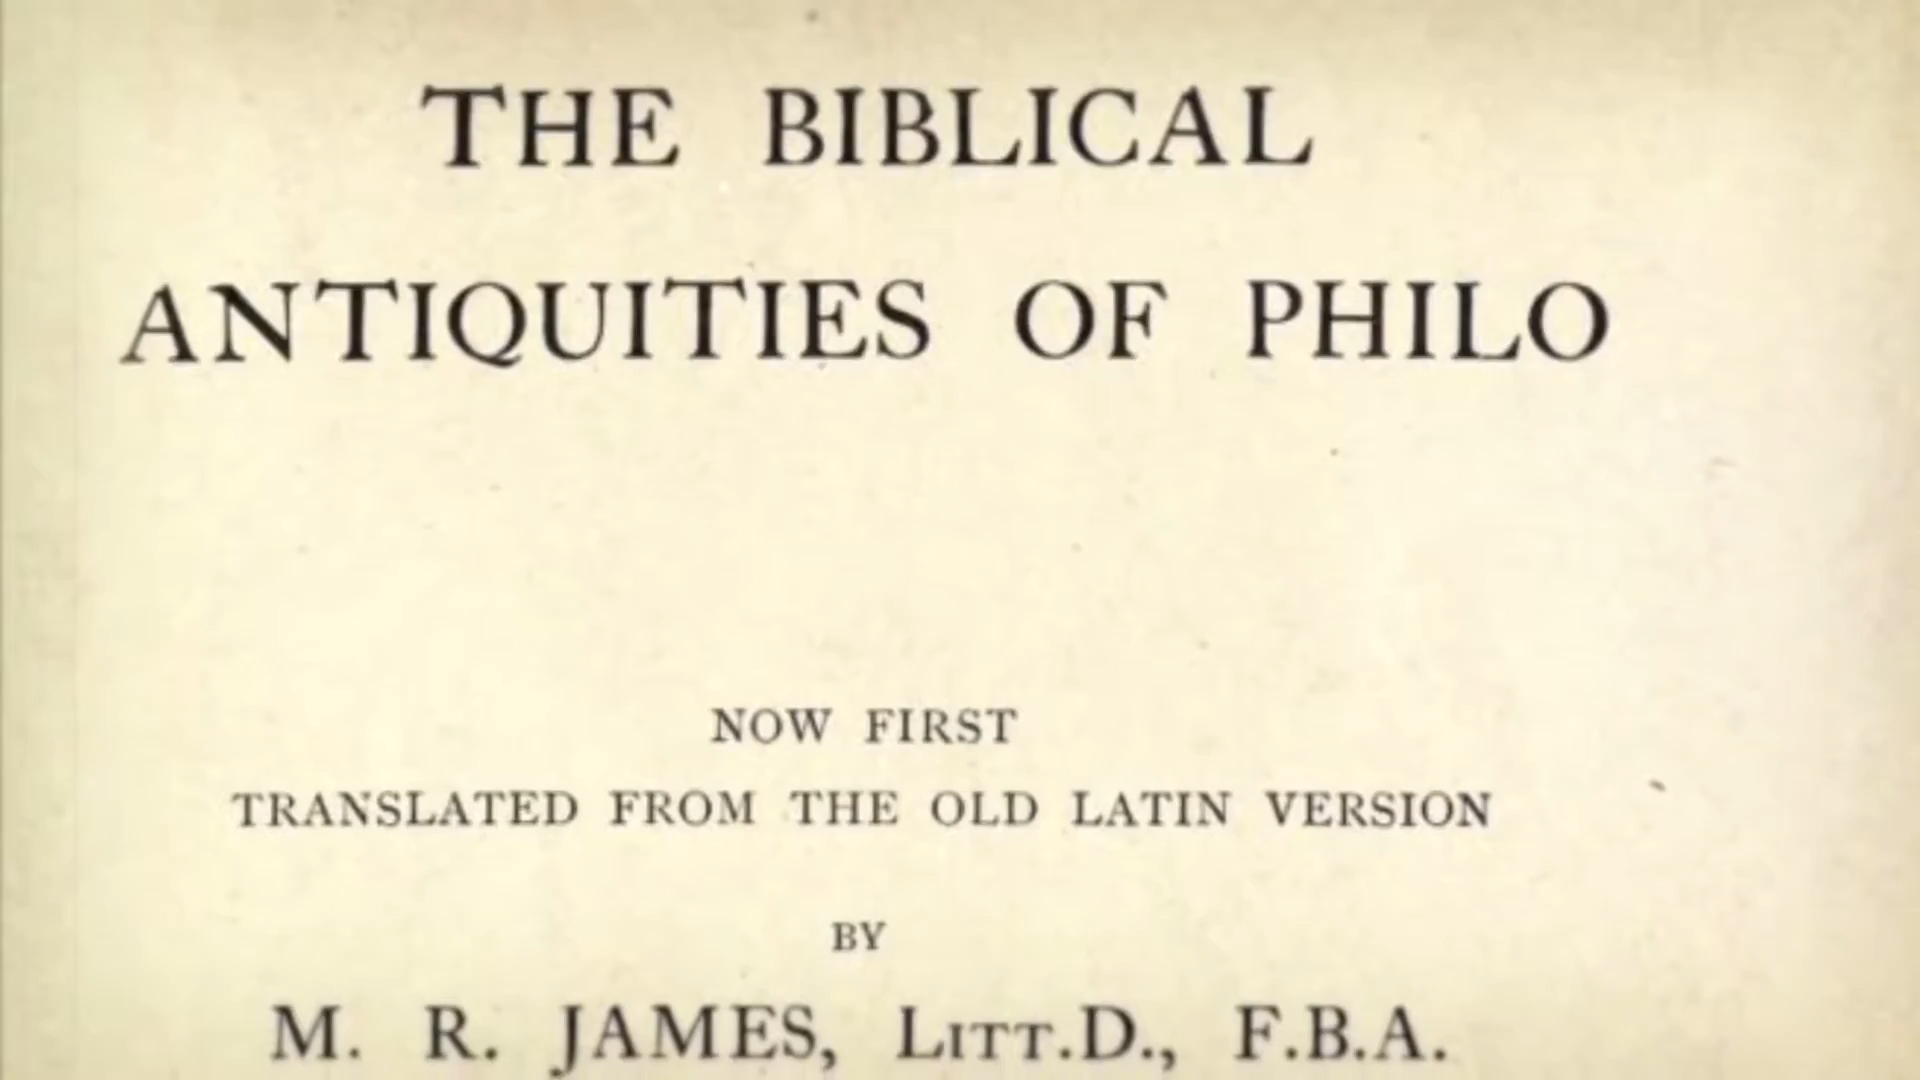 THE BIBLICAL
ANTIQUITIES OF PHILO
NOW FIRST
TRANSLATED FROM THE OLD LATIN VERSION
BY
M. R. JAMES, LITT.D., F.B.A.